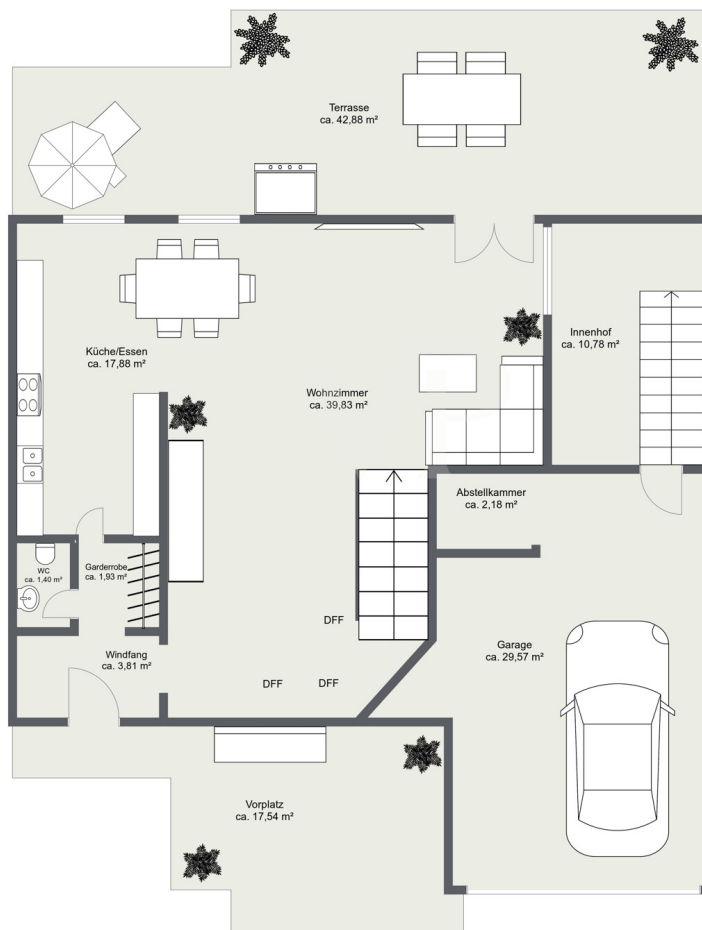 Terrasse
ca. 42,88 m²
Küche/Essen
ca. 17,88 m²
Wohnzimmer
ca. 39,83 m²
Innenhof
ca. 10,78 m²
Abstellkammer
ca. 2,18 m²
WC
ca. 1,40 m²
Garderrobe
ca. 1,93 m²
DFF
Windfang
ca. 3,81 m²
Garage
ca. 29,57 m²
DFF
DFF
Vorplatz
ca. 17,54 m²